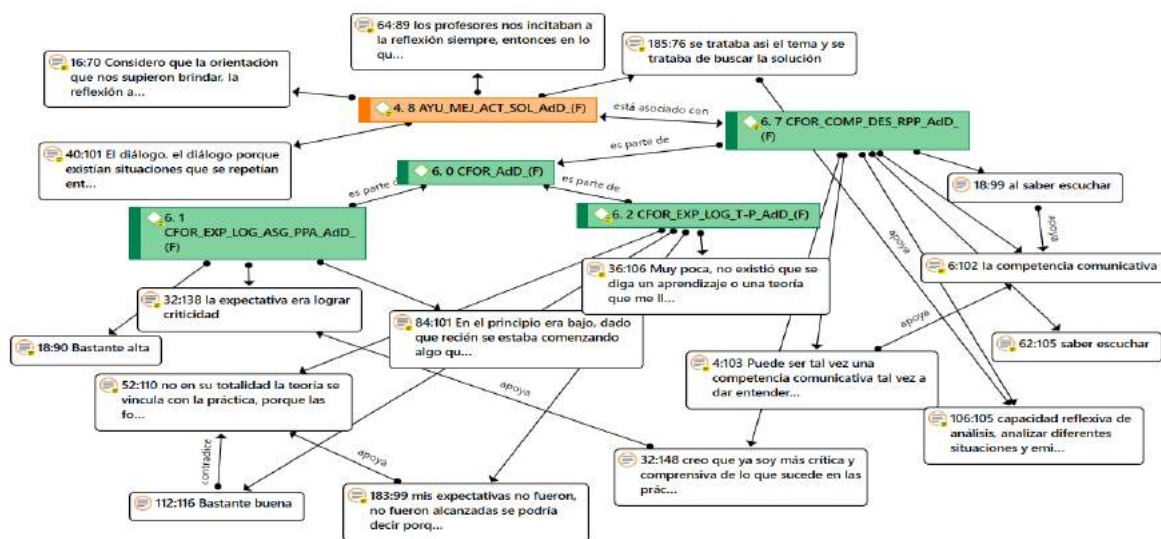 64:89 los profesores nos incitaban a
la reflexión siempre, entonces en lo
qu...
16:70 Considero que la orientación
que nos supieron brindar, la
reflexión a...
185:76 se trataba asi el tema y se
trataba de buscar la solución
4. 8 AYU_MEJ_ACT_SOL_AdD_(F)
está asociado con
6. 7 CFOR_COMP_DES_RPP_AdD_
(F)
40:101 El diálogo. el diálogo porque
existían situaciones que se repetían
ent...
es parte de
6. 0 CFOR_AdD_(F)
es parte de
es parte d
18:99 al saber escuchar
6. 1
CFOR_EXP_LOG_ASG_PPA_AdD_
(F)
6. 2 CFOR_EXP_LOG_T-P_AdD_(F)
apoya
apoya
6:102 la competencia comunicativa
36:106 Muy poca, no existió que se
diga un aprendizaje o una teoría
que me ll...
32:138 la expectativa era lograr
criticidad
84:101 En el principio era bajo, dado
que recién se estaba comenzando
algo qu...
apoya
18:90 Bastante alta
62:105 saber escuchar
4:103 Puede ser tal vez una
competencia comunicativa tal vez a
dar entender...
52:110 no en su totalidad la teoría se
vincula con la práctica, porque las
fo...
apoya
106:105 capacidad reflexiva de
análisis, analizar diferentes
situaciones y emi...
contradice
apoya
32:148 creo que ya soy más crítica y
comprensiva de lo que sucede en las
prác...
112:116 Bastante buena
183:99 mis expectativas no fueron,
no fueron alcanzadas se podría
decir porq...